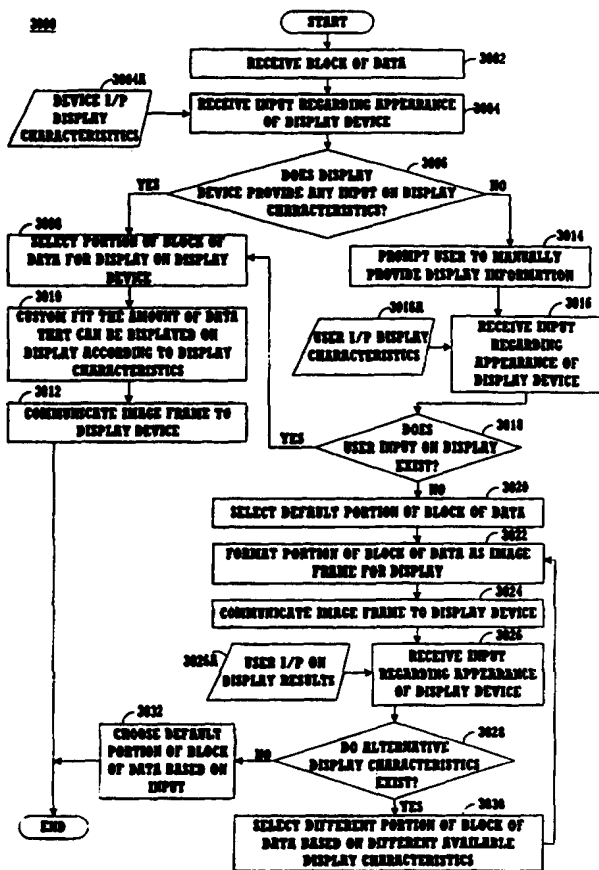 3000
START
RECEIVE BLOCK OF DATA
3002
3004A
DEVICE I/P
DISPLAY
CHARACTERISITICS
RECEIVE INPUT REGARDING APPEARANCE
OF DISPLAY DEVICE
3004
DOES DISPLAY
DEVICE PROVIDE ANY INPUT ON DISPLAY
CHARACTERISTICS?
3006
YES
NO
3008
SELECT PORTION OF BLOCK OF
DATA FOR DISPLAY ON DISPLAY
DEVICE
3014
PROMPT USER TO MANUALLY
PROVIDE DISPLAY INFORMATION
3010
CUSTOM FIT THE AMOUNT OF DATA
THAT CAN BE DISPLAYED ON
DISPLAY ACCORDING TO DISPLAY
CHARACTERISTICS
3016A
USER I/P DISPLAY
CHARACTERISTICS
3016
RECEIVE INPUT
REGARDING
APPEARANCE OF
DISPLAY DEVICE
3012
COMMUNICATE IMAGE FRAME TO
DISPLAY DEVICE
3018
DOES
USER INPUT ON DISPLAY
EXIST?
YES
NO
3020
SELECT DEFAULT PORTION OF BLOCK OF DATA
3022
FORMAT PORTION OF BLOCK OF DATA AS IMAGE
FRAME FOR DISPLAY
3024
COMMUNICATE IMAGE FRAME TO DISPLAY DEVICE
3026A
USER I/P ON
DISPLAY RESULTS
3026
RECEIVE INPUT
REGARDING APPEARANCE
OF DISPLAY DEVICE
3032
CHOOSE DEFAULT
PORTION OF BLOCK
OF DATA BASED ON
INPUT
3028
DO ALTERNATIVE
DISPLAY CHARACTERISTICS
EXIST?
NO
YES
3030
SELECT DIFFERENT PORTION OF BLOCK OF
DATA BASED ON DIFFERENT AVAILABLE
DISPLAY CHARACTERISTICS
END